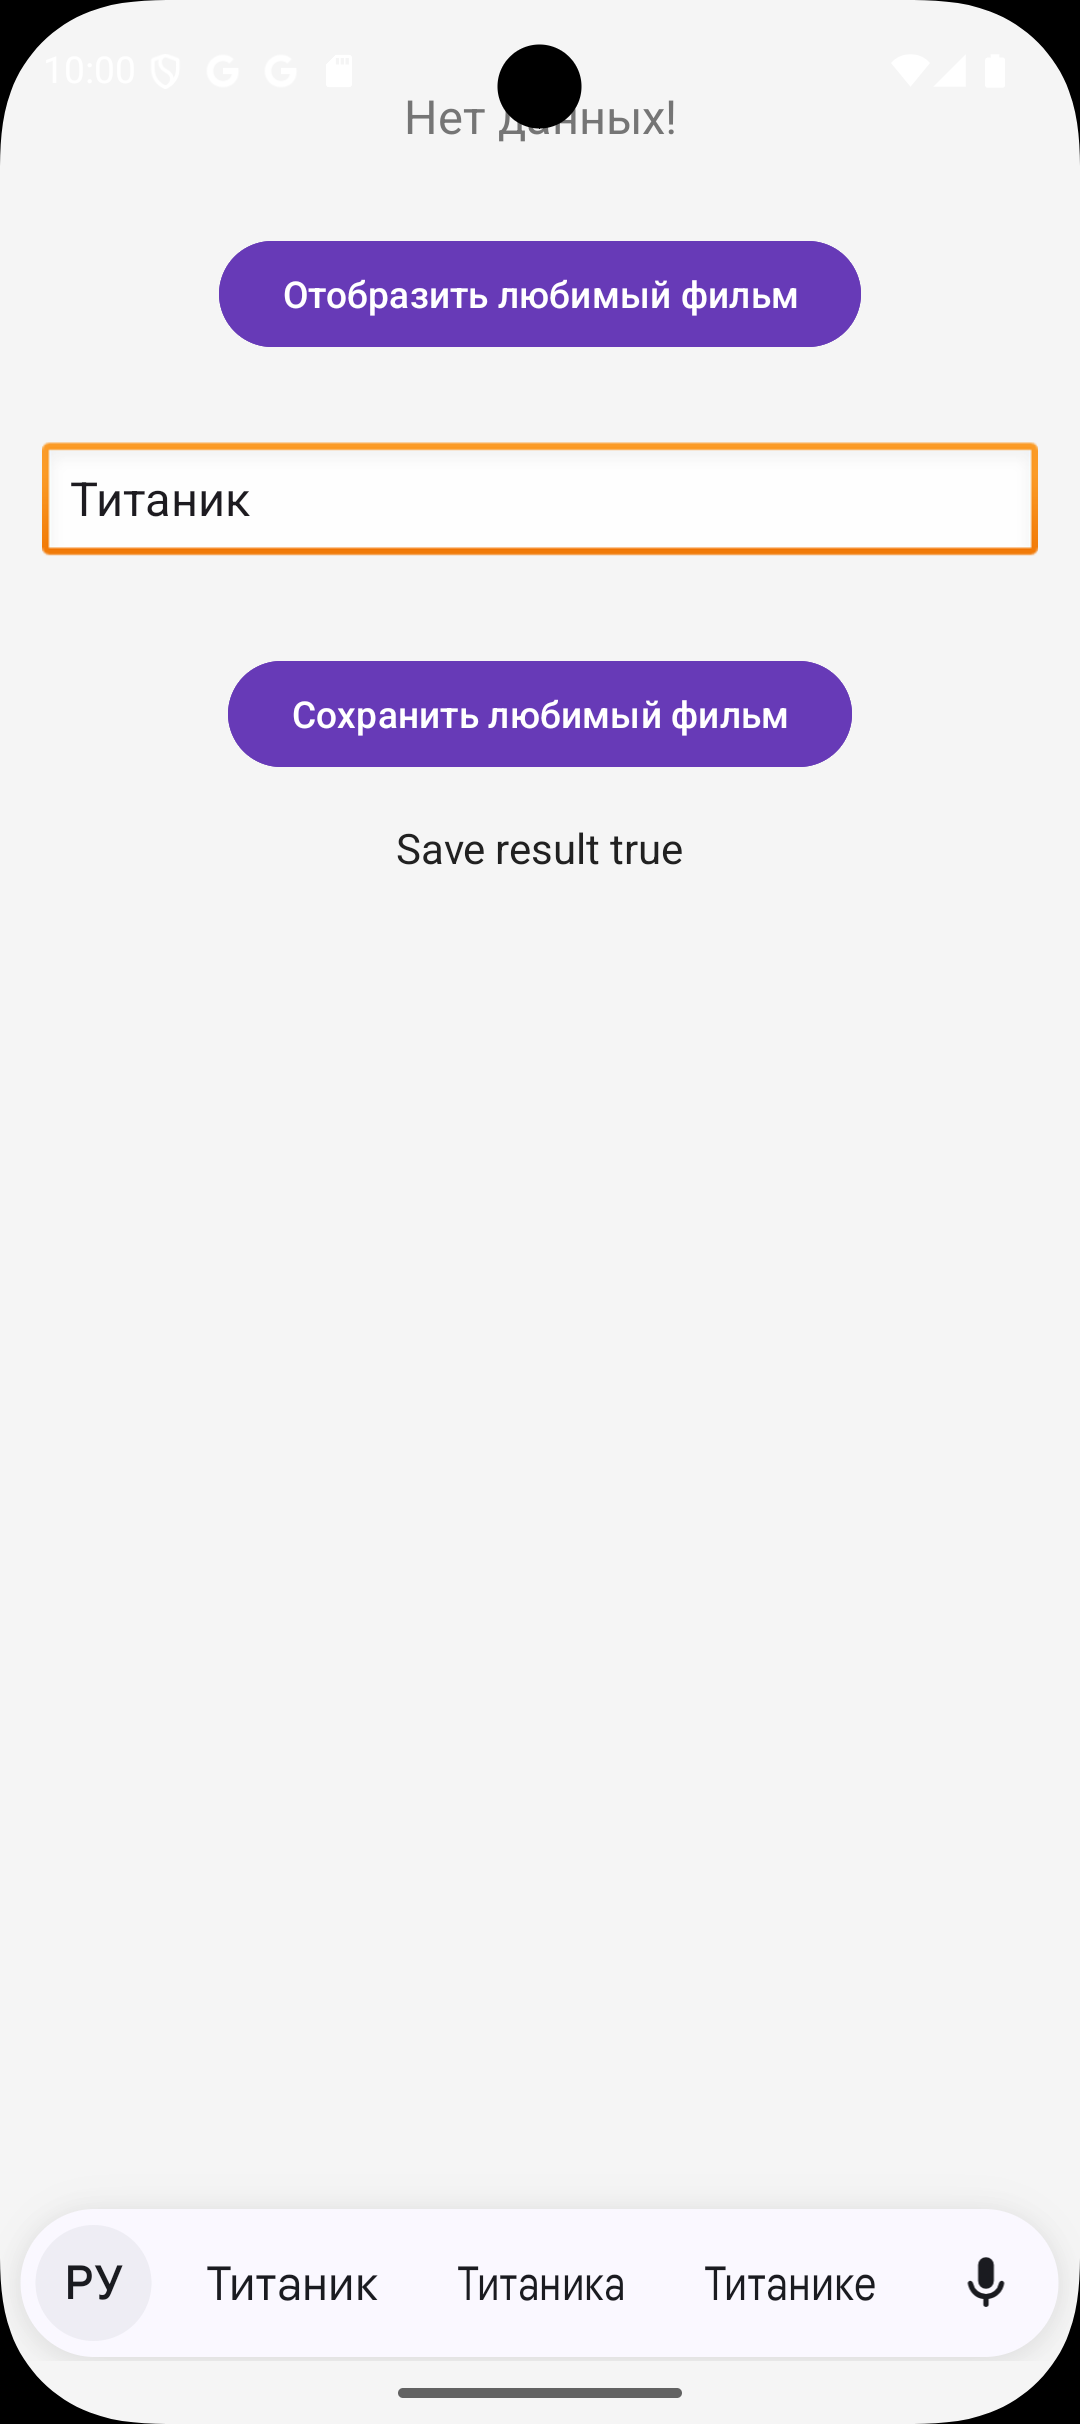 10:00
Нет данных!
Отобразить любимый фильм
Титаник
Сохранить любимый фильм
Save result true
РУ Титаник Титаника Титанике